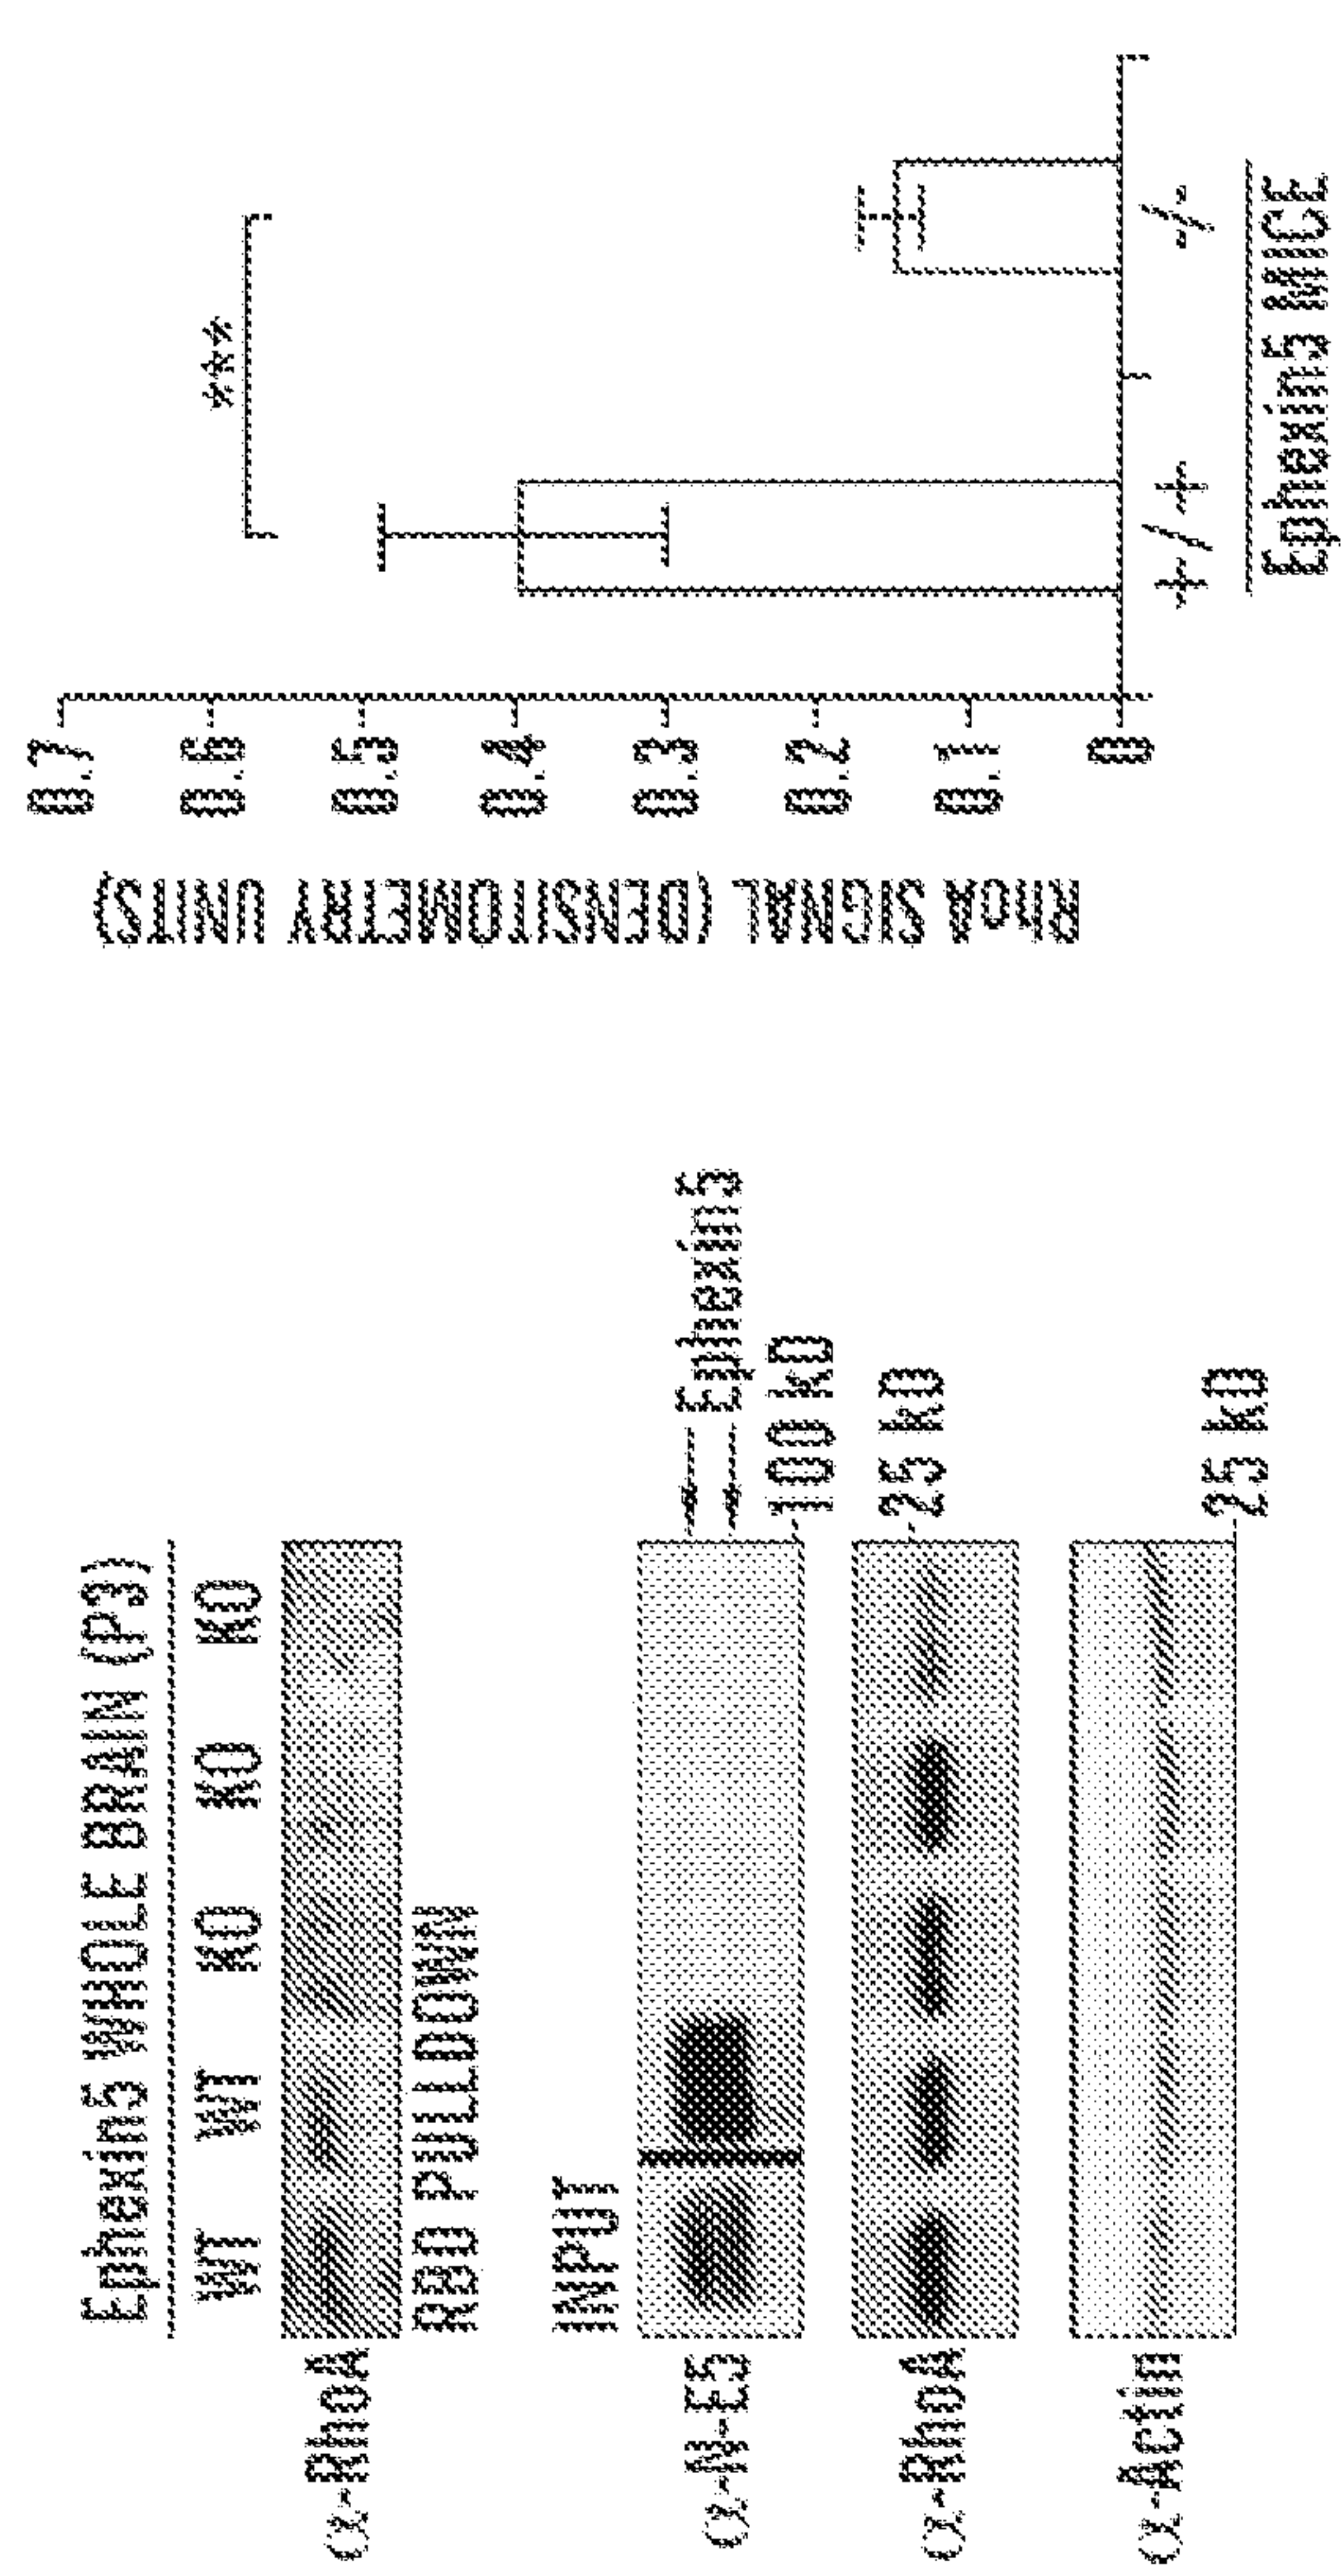 Ephexin5 WHOLE BRAIN (P3)
WT WT KO KO KO
α-RhoA
RBD PULLDOWN
INPUT
α-N-E5
Ephexin5
100 kD
α-RhoA
25 kD
α-Actin
25 kD
RhoA SIGNAL (DENSITOMETRY UNITS)
0.7
0.6
0.5
0.4
0.3
0.2
0.1
0
***
+/+ -/-
Ephexin5 MICE